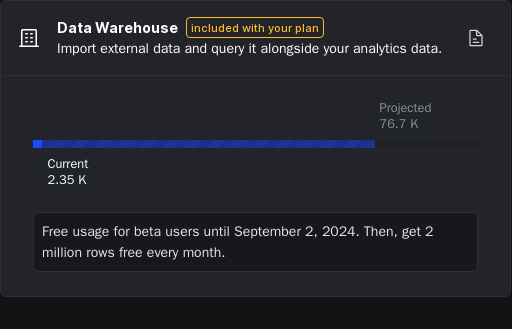 Data Warehouse included with your plan
Import external data and query it alongside your analytics data.
Projected
76.7 K
Current
2.35 K
Free usage for beta users until September 2, 2024. Then, get 2
million rows free every month.